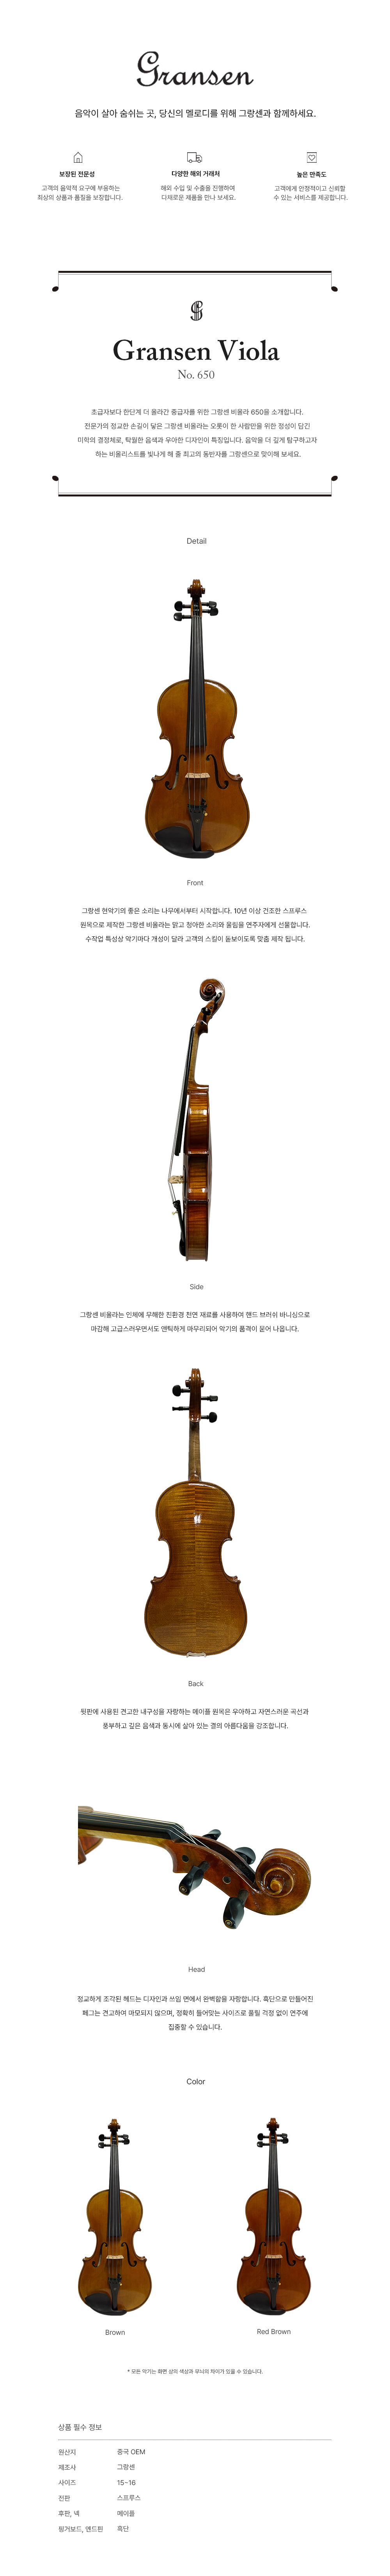 Gransen
음악이 살아 숨쉬는 곳, 당신의 멜로디를 위해 그랑센과 함께하세요.
보장된 전문성
고객의 음악적 요구에 부응하는
최상의 상품과 품질을 보장합니다.
다양한 해외 거래처
해외 수입 및 수출을 진행하여
다채로운 제품을 만나 보세요.
높은 만족도
고객에게 안정적이고 신뢰할
수 있는 서비스를 제공합니다.
Gransen Viola
No. 650
초급자보다 한단계 더 올라간 중급자를 위한 그랑센 비올라 650을 소개합니다.
전문가의 정교한 손길이 닿은 그랑센 비올라는 오롯이 한 사람만을 위한 정성이 담긴
미학의 결정체로, 탁월한 음색과 우아한 디자인이 특징입니다. 음악을 더 깊게 탐구하고자
하는 비올리스트를 빛나게 해 줄 최고의 동반자를 그랑센으로 맞이해 보세요.
Detail
Front
그랑센 현악기의 좋은 소리는 나무에서부터 시작합니다. 10년 이상 건조한 스프루스
원목으로 제작한 그랑센 비올라는 맑고 청아한 소리와 울림을 연주자에게 선물합니다.
수작업 특성상 악기마다 개성이 달라 고객의 스킬이 돋보이도록 맞춤 제작 됩니다.
Side
그랑센 비올라는 인체에 무해한 친환경 천연 재료를 사용하여 핸드 브러쉬 바니싱으로
마감해 고급스러우면서도 앤틱하게 마무리되어 악기의 품격이 묻어 나옵니다.
Back
뒷판에 사용된 견고한 내구성을 자랑하는 메이플 원목은 우아하고 자연스러운 곡선과
풍부하고 깊은 음색과 동시에 살아 있는 결의 아름다움을 강조합니다.
Head
정교하게 조각된 헤드는 디자인과 쓰임 면에서 완벽함을 자랑합니다. 흑단으로 만들어진
페그는 견고하여 마모되지 않으며, 정확히 들어맞는 사이즈로 풀릴 걱정 없이 연주에
집중할 수 있습니다.
Color
Brown
Red Brown
* 모든 악기는 화면 상의 색상과 무늬의 차이가 있을 수 있습니다.
상품 필수 정보
원산지 중국 OEM
제조사 그랑센
사이즈 15~16
전판 스프루스
후판, 넥 메이플
핑거보드, 엔드핀 흑단